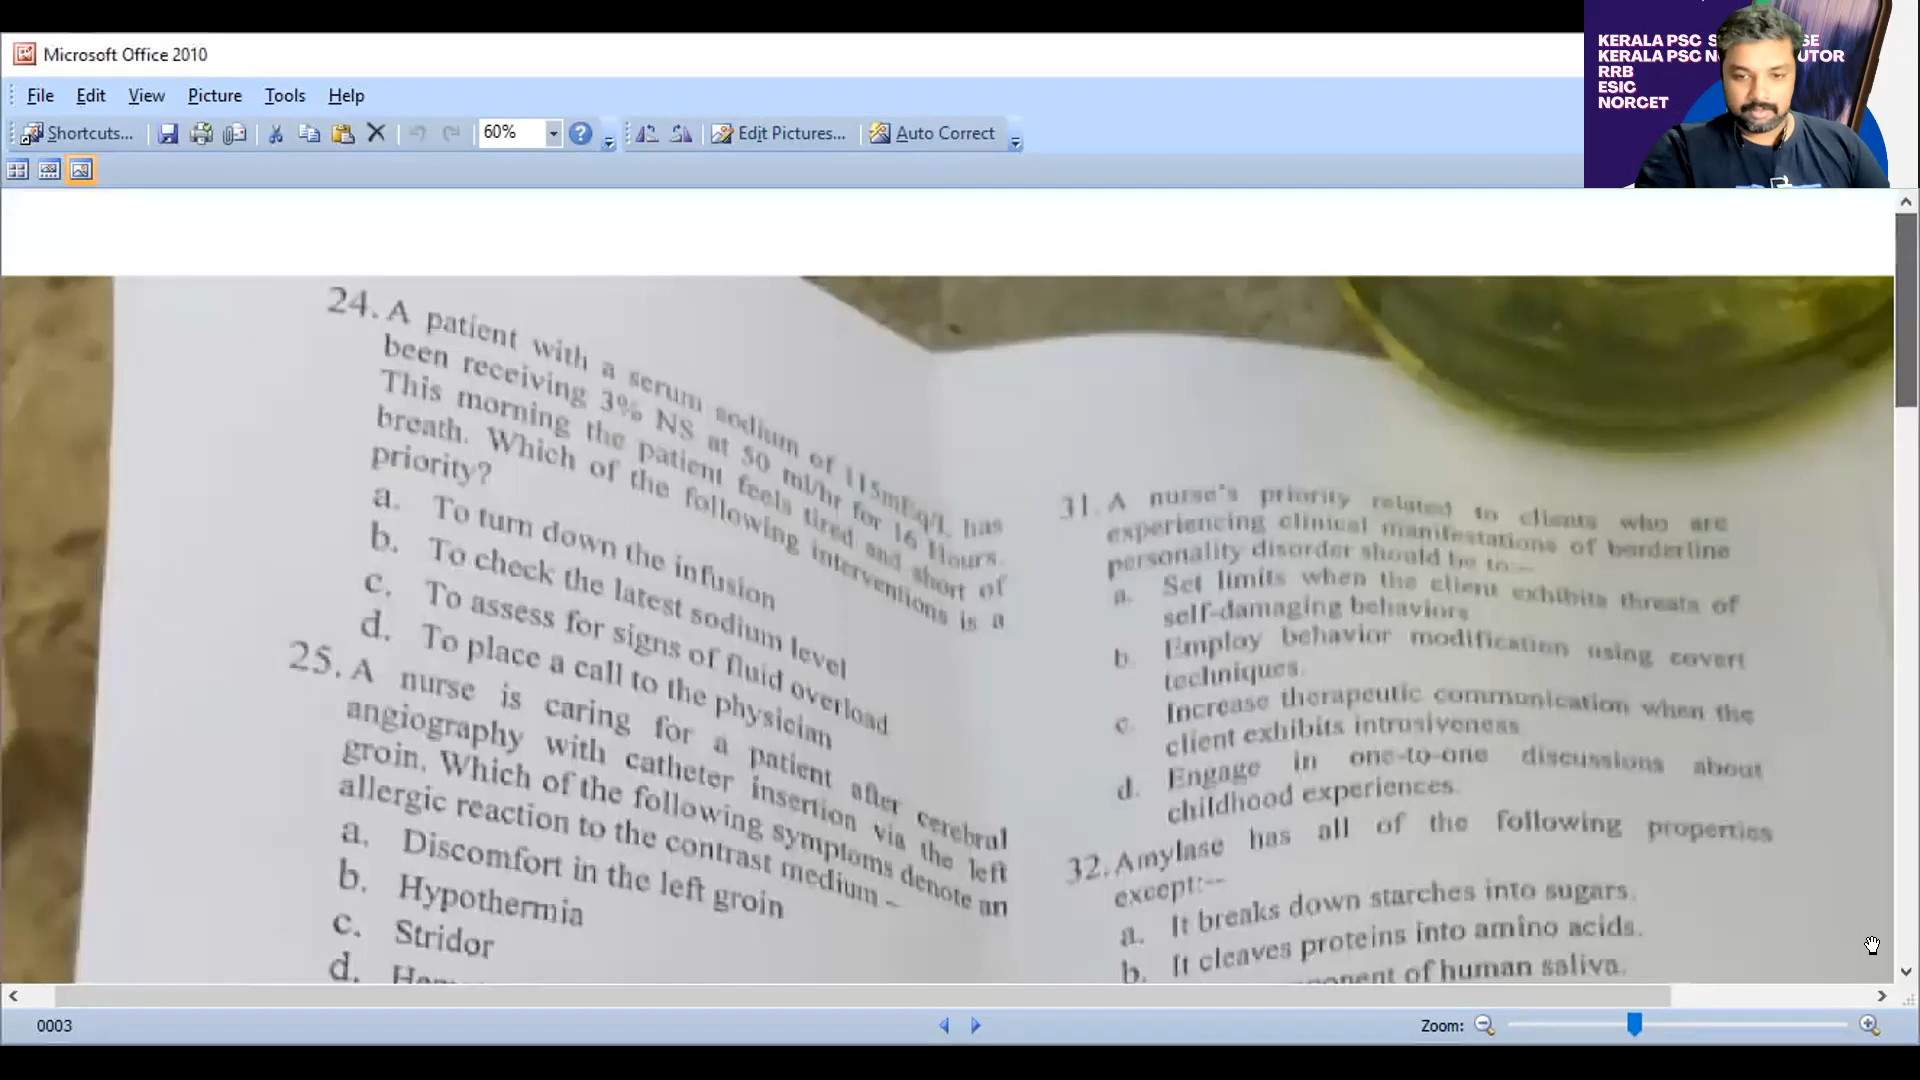 Microsoft Office 2010
File Edit View Picture Tools Help
Shortcuts... 60% Edit Pictures... Auto Correct
KERALA PSC S SE
KERALA PSC N UTOR
RRB
ESIC
NORCET
24. A patient with a serum sodium of 115mEq/L has
been receiving 3% NS at 50 ml/hr for 16 Hours.
This morning the patient feels tired and short of
breath. Which of the following interventions is a
priority?
a. To turn down the infusion
b. To check the latest sodium level
c. To assess for signs of fluid overload
d. To place a call to the physician
25. A nurse is caring for a patient after cerebral
angiography with catheter insertion via the left
groin. Which of the following symptoms denote an
allergic reaction to the contrast medium –
a. Discomfort in the left groin
b. Hypothermia
c. Stridor
d.
31. A nurse's priority related to clients who are
experiencing clinical manifestations of borderline
personality disorder should be to:--
a. Set limits when the client exhibits threats of
self-damaging behaviors
b. Employ behavior modification using covert
techniques.
c. Increase therapeutic communication when the
client exhibits intrusiveness
d. Engage in one-to-one discussions about
childhood experiences.
32. Amylase has all of the following properties
except:--
a. It breaks down starches into sugars.
b. It cleaves proteins into amino acids.
ponent of human saliva.
0003
Zoom: